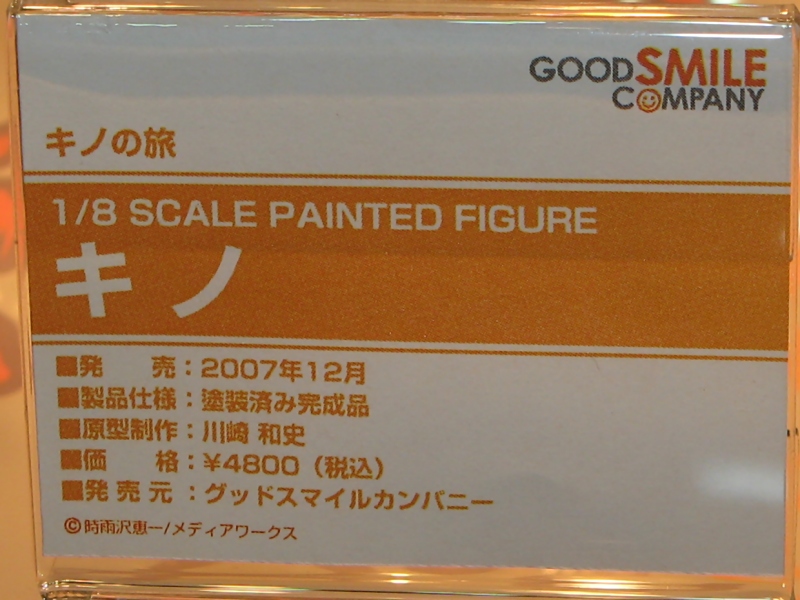 GOOD SMILE
COMPANY
キノの旅
1/8 SCALE PAINTED FIGURE
キノ
■発　売：2007年12月
■製品仕様：塗装済み完成品
■原型制作：川崎 和史
■価　格：¥4800（税込）
■発売元：グッドスマイルカンパニー
©時雨沢恵一/メディアワークス